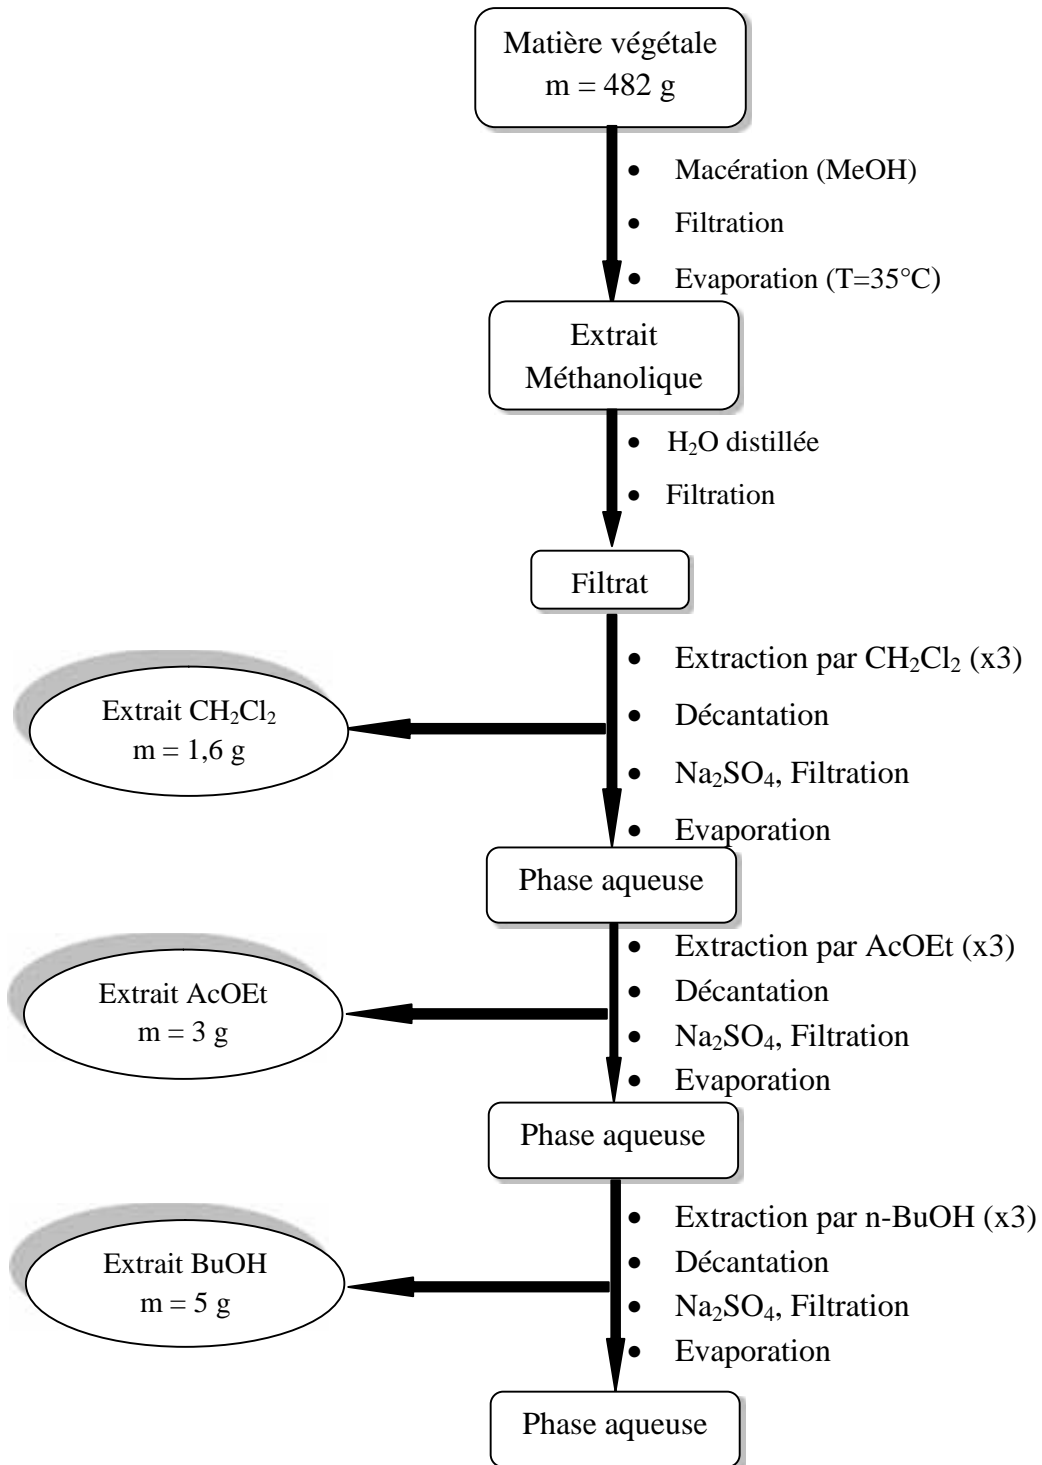 Matière végétale
m = 482 g
• Macération (MeOH)
• Filtration
• Evaporation (T=35°C)
Extrait
Méthanolique
• H₂O distillée
• Filtration
Filtrat
• Extraction par CH₂Cl₂ (x3)
• Décantation
• Na₂SO₄, Filtration
• Evaporation
Extrait CH₂Cl₂
m = 1,6 g
Phase aqueuse
• Extraction par AcOEt (x3)
• Décantation
• Na₂SO₄, Filtration
• Evaporation
Extrait AcOEt
m = 3 g
Phase aqueuse
• Extraction par n-BuOH (x3)
• Décantation
• Na₂SO₄, Filtration
• Evaporation
Extrait BuOH
m = 5 g
Phase aqueuse